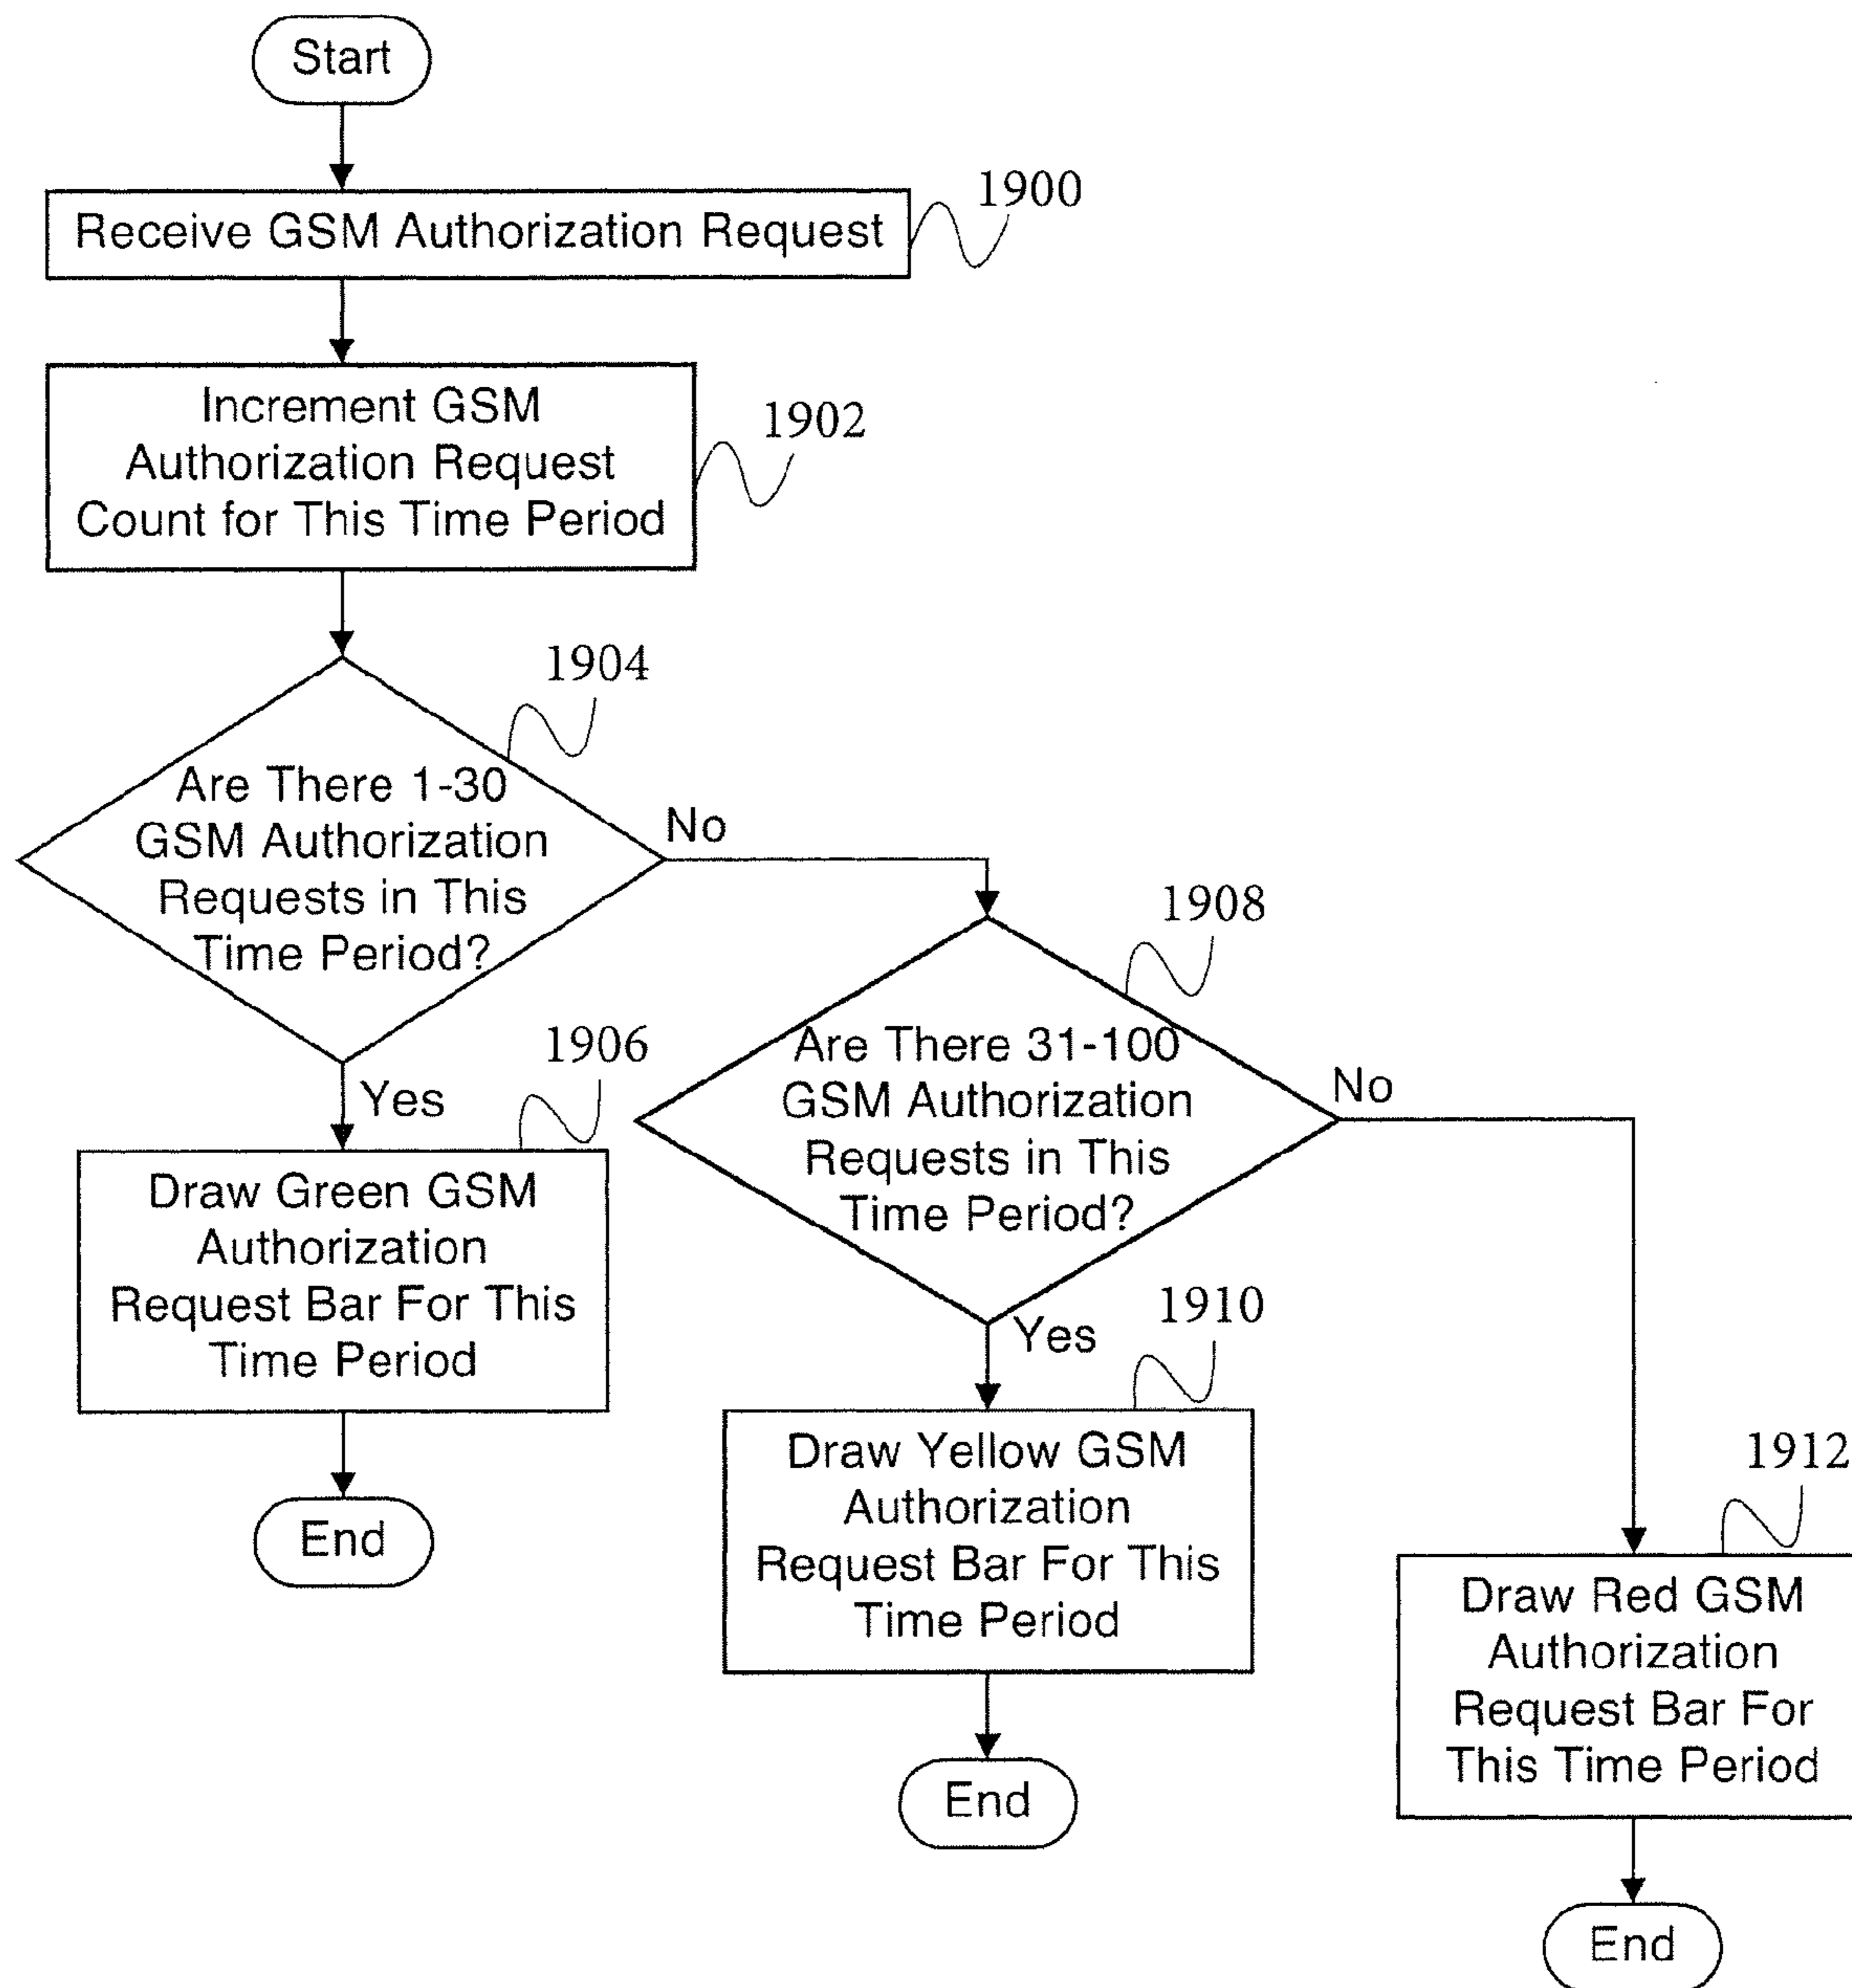 Start
Receive GSM Authorization Request
1900
Increment GSM
Authorization Request
Count for This Time Period
1902
1904
Are There 1-30
GSM Authorization
Requests in This
Time Period?
No
Yes
1906
Draw Green GSM
Authorization
Request Bar For This
Time Period
End
1908
Are There 31-100
GSM Authorization
Requests in This
Time Period?
No
Yes
1910
Draw Yellow GSM
Authorization
Request Bar For This
Time Period
End
1912
Draw Red GSM
Authorization
Request Bar For
This Time Period
End